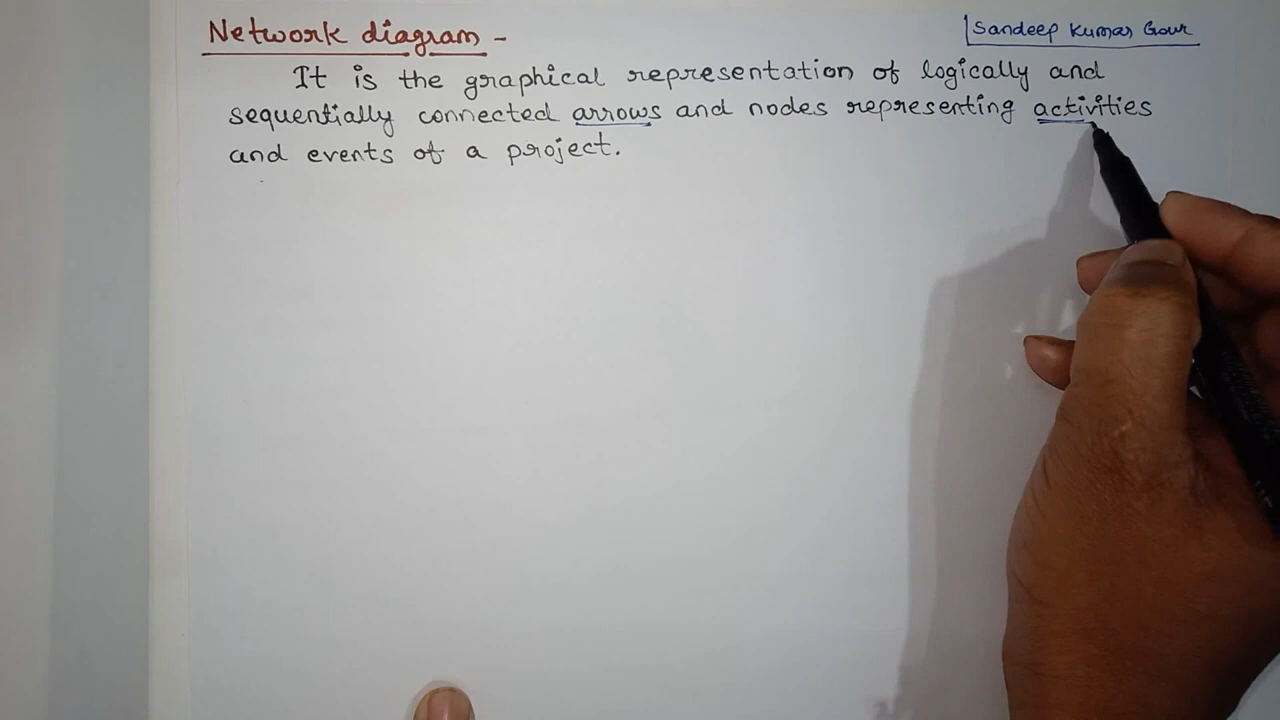 Network diagram -
Sandeep Kumar Gour
It is the graphical representation of logically and
sequentially connected arrows and nodes representing activities
and events of a project.